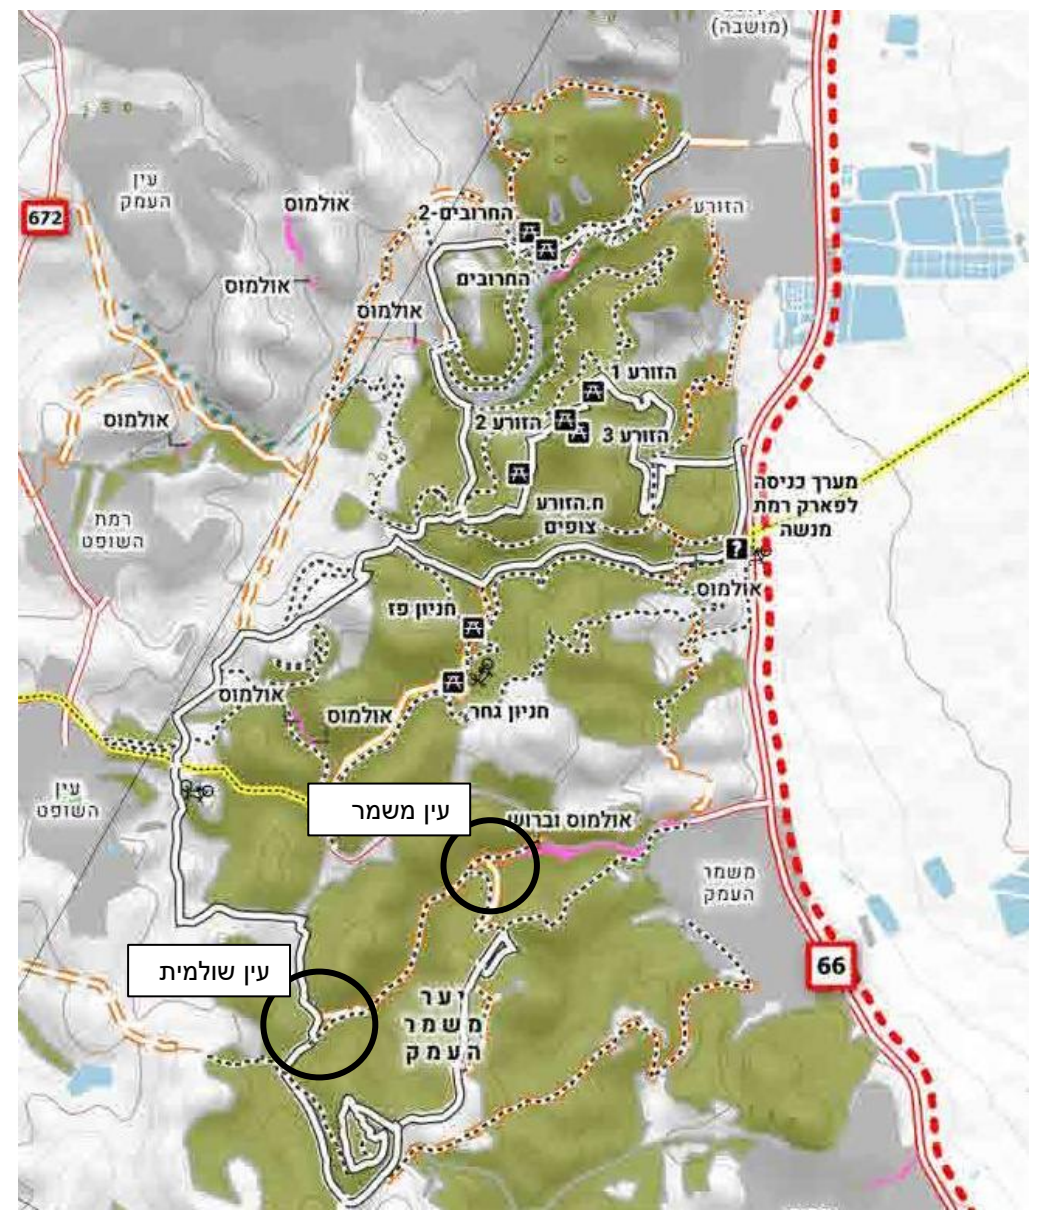 (מושבה)
עין
העמק
672
אולמוס
החרובים-2
הזורע
אולמוס
החרובים
אולמוס
הזורע 1
אולמוס
הזורע 2
הזורע 3
מערך כניסה
לפארק רמת
מנשה
ח.הזורע
צופים
רמת
השופט
?
אולמוס
חניון פז
אולמוס
אולמוס
חניון גחר
עין
השופט
עין משמר
אולמוס וברוש
משמר
העמק
עין שולמית
66
יער
משמר
העמק